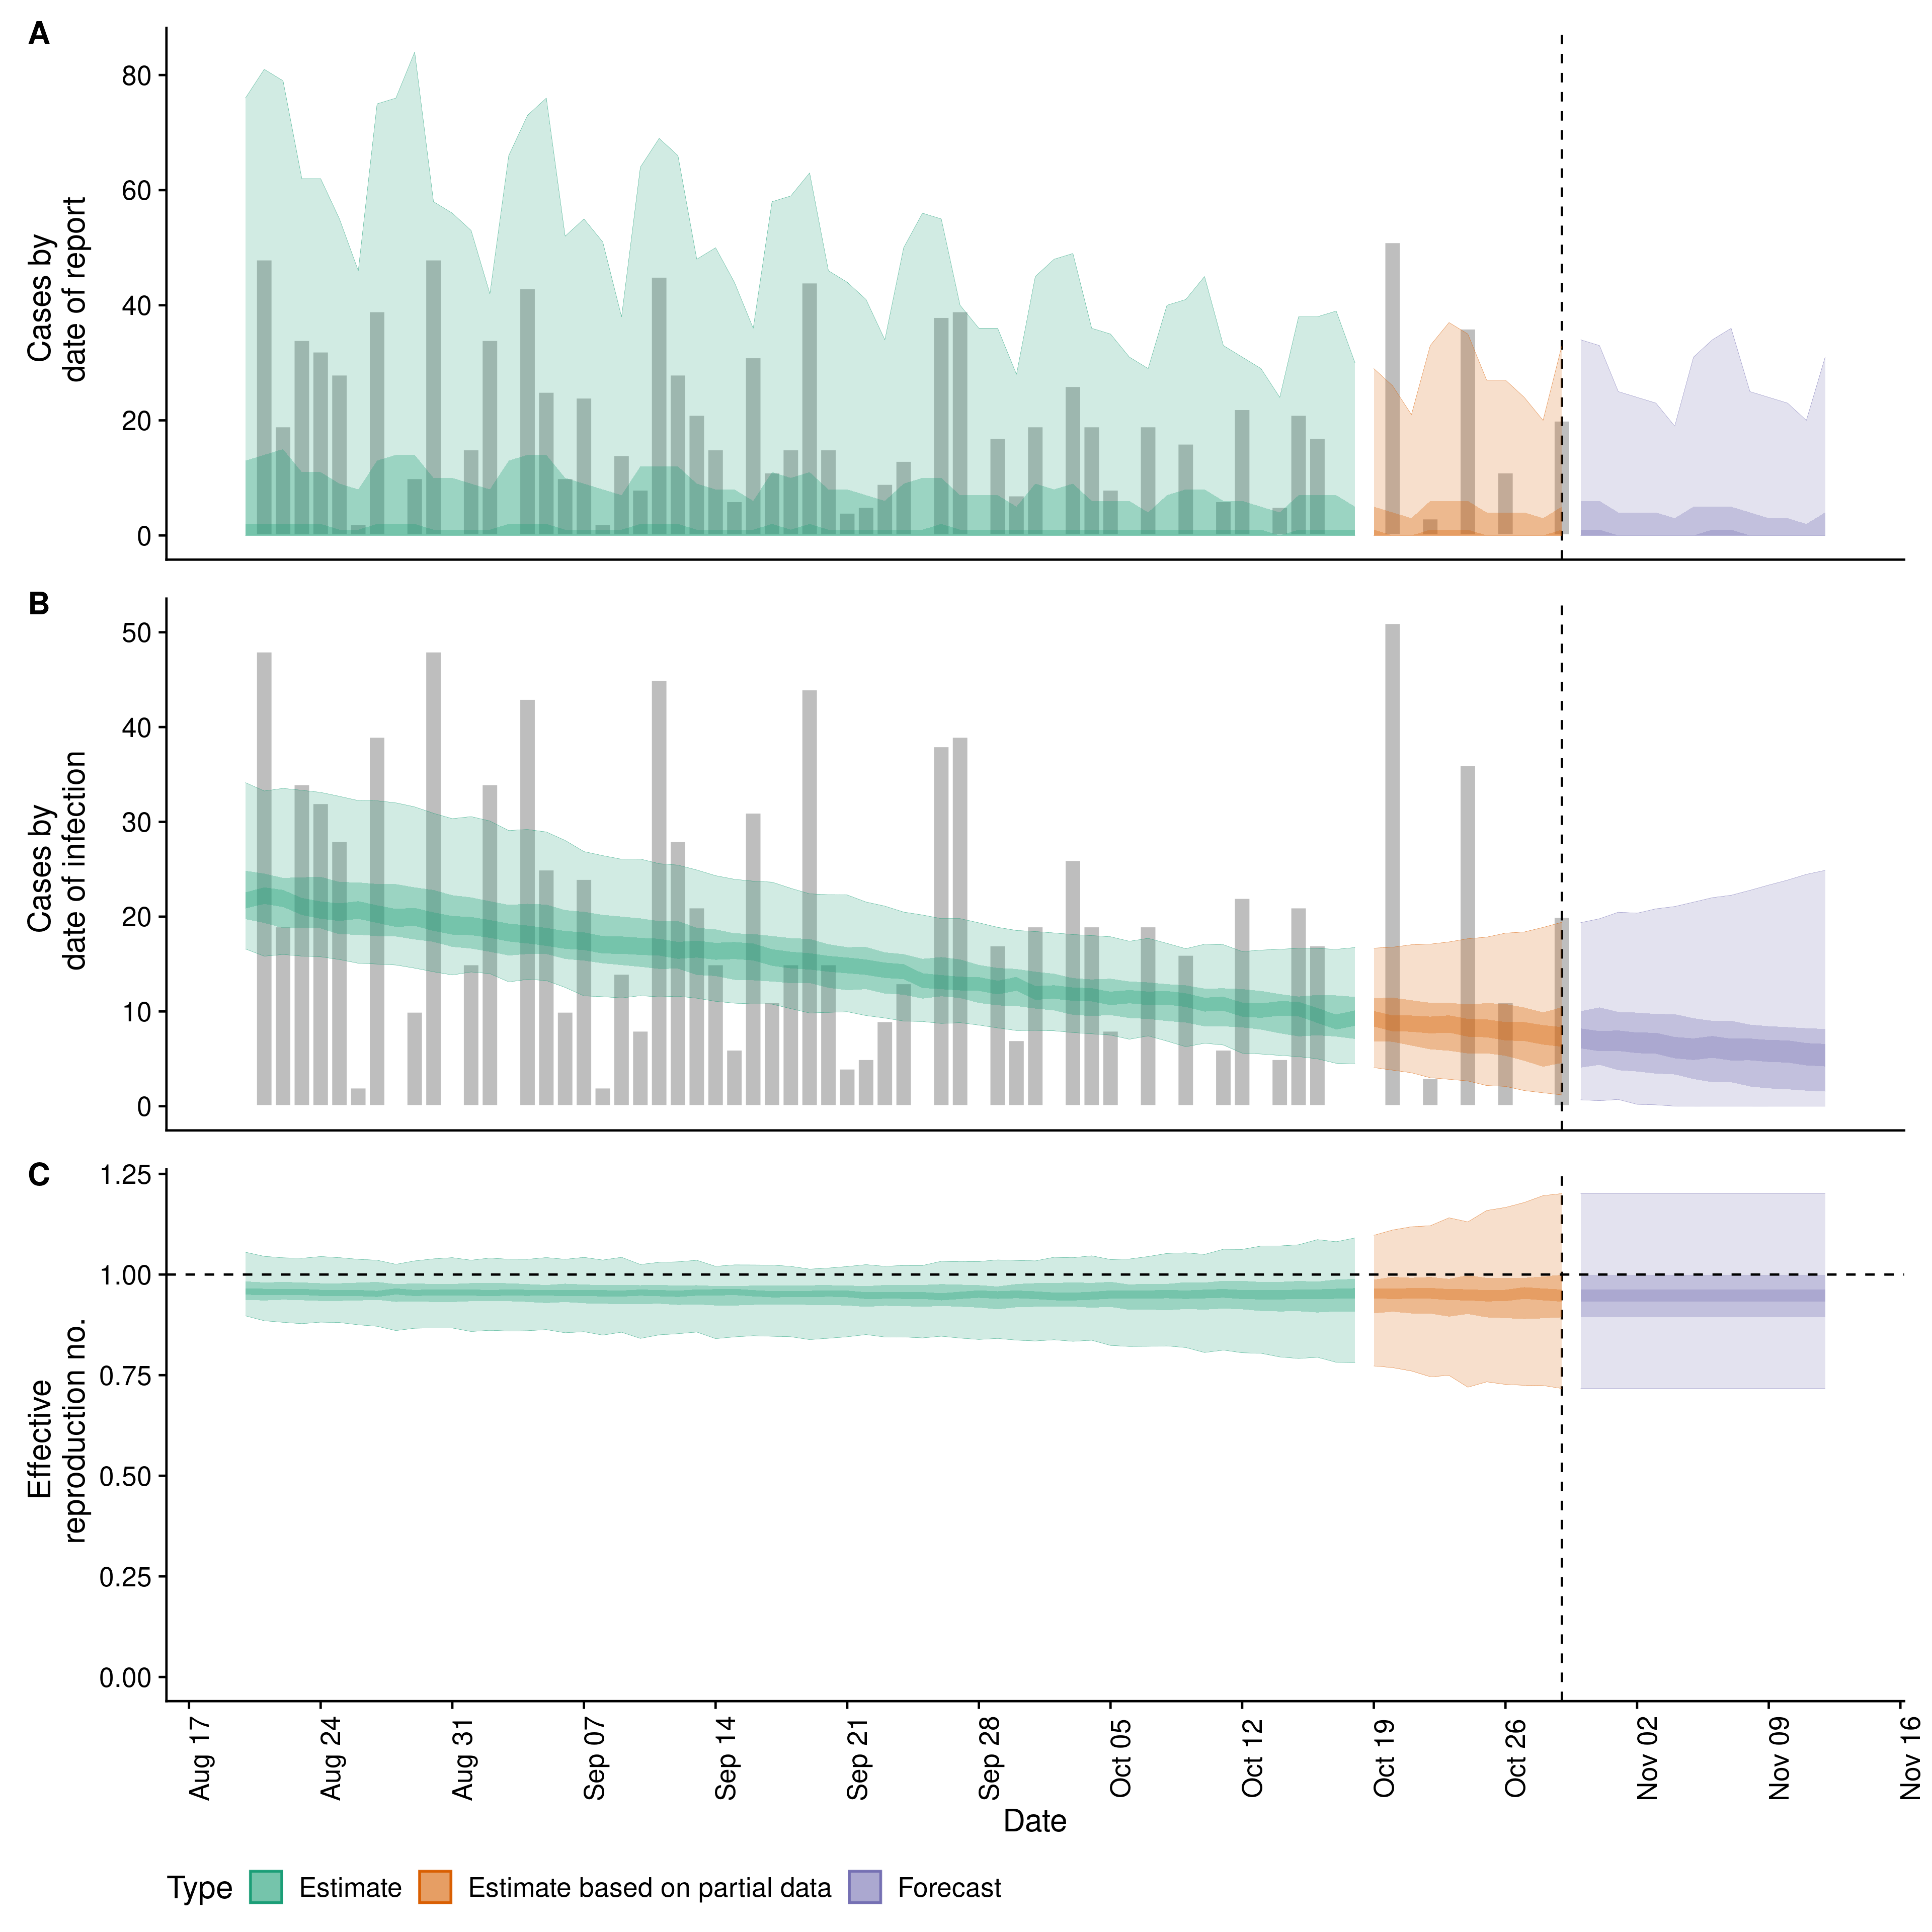 A
Cases by
date of report
80
60
40
20
0
B
Cases by
date of infection
50
40
30
20
10
0
C
Effective
reproduction no.
1.25
1.00
0.75
0.50
0.25
0.00
Aug 17
Aug 24
Aug 31
Sep 07
Sep 14
Sep 21
Sep 28
Oct 05
Oct 12
Oct 19
Oct 26
Nov 02
Nov 09
Nov 16
Date
Type Estimate Estimate based on partial data Forecast